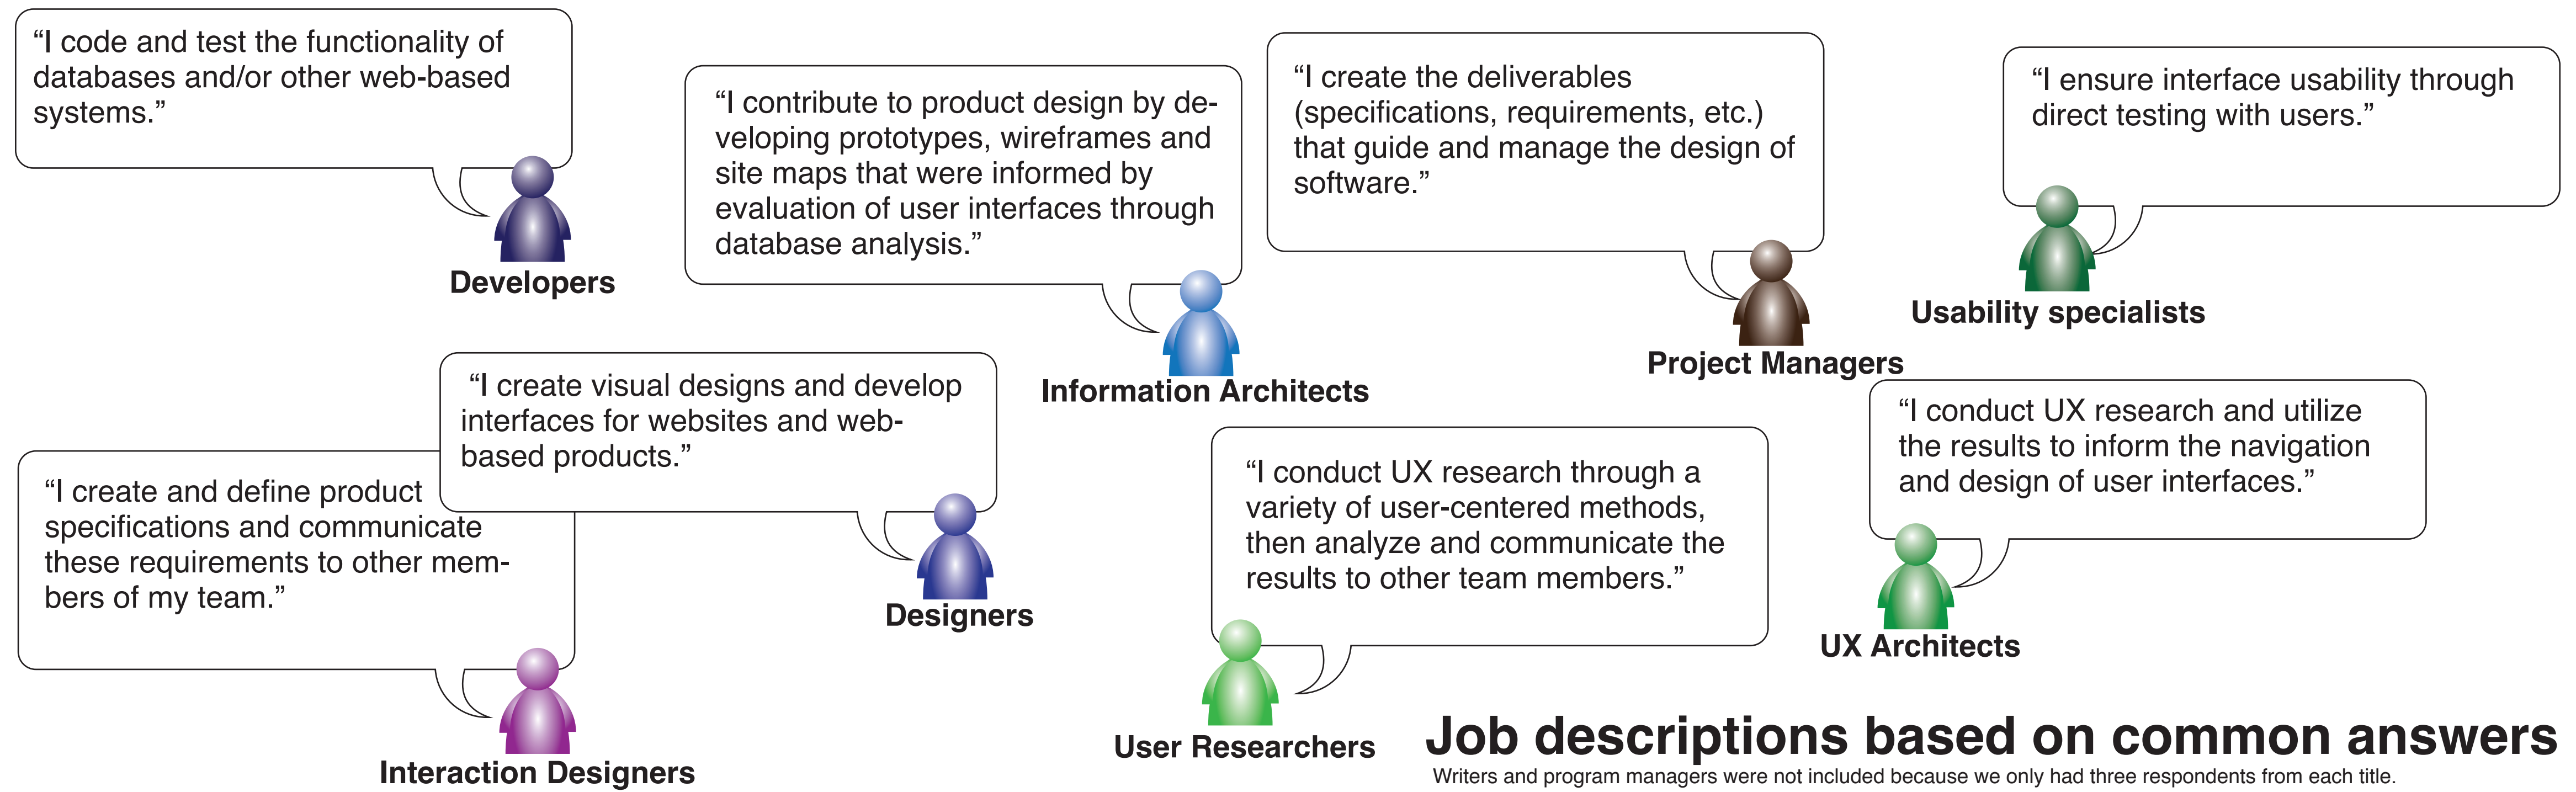 “I code and test the functionality of
databases and/or other web-based
systems.”
Developers
“I contribute to product design by de-
veloping prototypes, wireframes and
site maps that were informed by
evaluation of user interfaces through
database analysis.”
Information Architects
“I create the deliverables
(specifications, requirements, etc.)
that guide and manage the design of
software.”
Project Managers
“I ensure interface usability through
direct testing with users.”
Usability specialists
“I create and define product
specifications and communicate
these requirements to other mem-
bers of my team.”
Interaction Designers
“I create visual designs and develop
interfaces for websites and web-
based products.”
Designers
“I conduct UX research through a
variety of user-centered methods,
then analyze and communicate the
results to other team members.”
User Researchers
“I conduct UX research and utilize
the results to inform the navigation
and design of user interfaces.”
UX Architects
Job descriptions based on common answers
Writers and program managers were not included because we only had three respondents from each title.